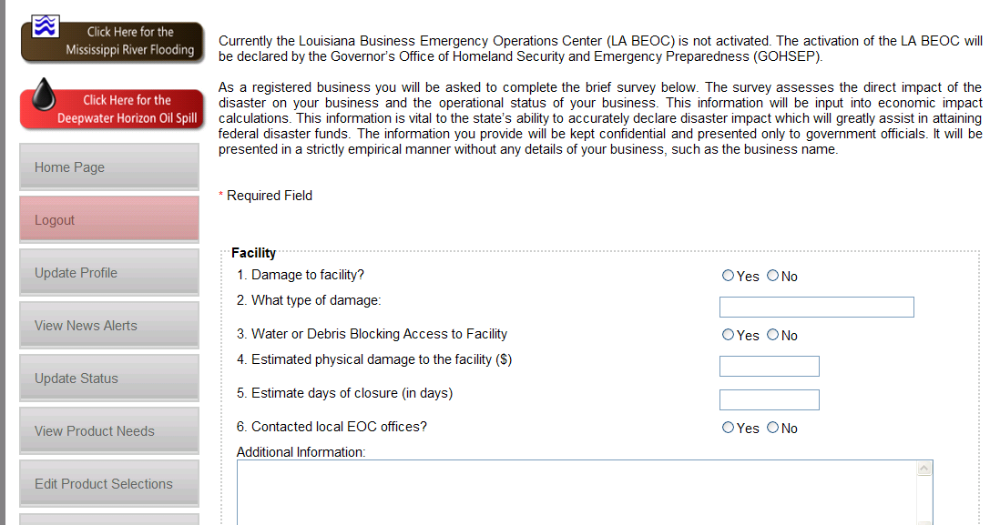 Click Here for the
Mississippi River Flooding
Click Here for the
Deepwater Horizon Oil Spill
Home Page
Logout
Update Profile
View News Alerts
Update Status
View Product Needs
Edit Product Selections
Currently the Louisiana Business Emergency Operations Center (LA BEOC) is not activated. The activation of the LA BEOC will
be declared by the Governor's Office of Homeland Security and Emergency Preparedness (GOHSEP).
As a registered business you will be asked to complete the brief survey below. The survey assesses the direct impact of the
disaster on your business and the operational status of your business. This information will be input into economic impact
calculations. This information is vital to the state's ability to accurately declare disaster impact which will greatly assist in attaining
federal disaster funds. The information you provide will be kept confidential and presented only to government officials. It will be
presented in a strictly empirical manner without any details of your business, such as the business name.
* Required Field
Facility
1. Damage to facility? Yes No
2. What type of damage:
3. Water or Debris Blocking Access to Facility Yes No
4. Estimated physical damage to the facility ($)
5. Estimate days of closure (in days)
6. Contacted local EOC offices? Yes No
Additional Information: